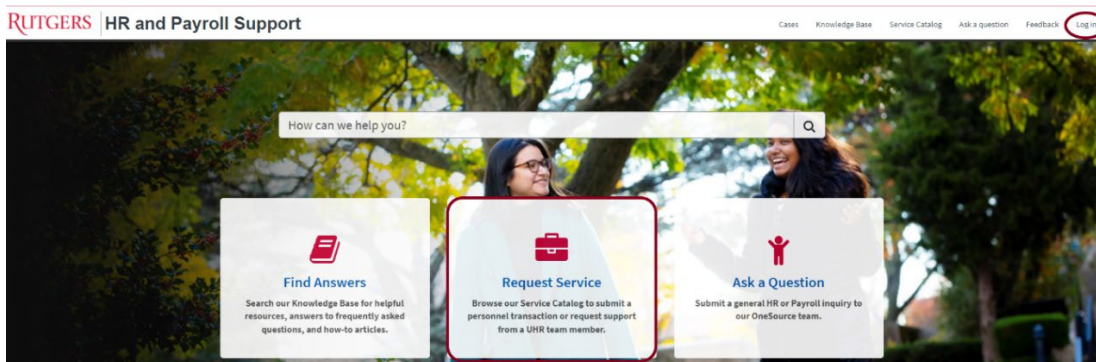 RUTGERS HR and Payroll Support
Cases Knowledge Base Service Catalog Ask a question Feedback Log in
How can we help you?
Find Answers
Search our Knowledge Base for helpful
resources, answers to frequently asked
questions, and how-to articles.
Request Service
Browse our Service Catalog to submit a
personnel transaction or request support
from a UHR team member.
Ask a Question
Submit a general HR or Payroll inquiry to
our OneSource team.